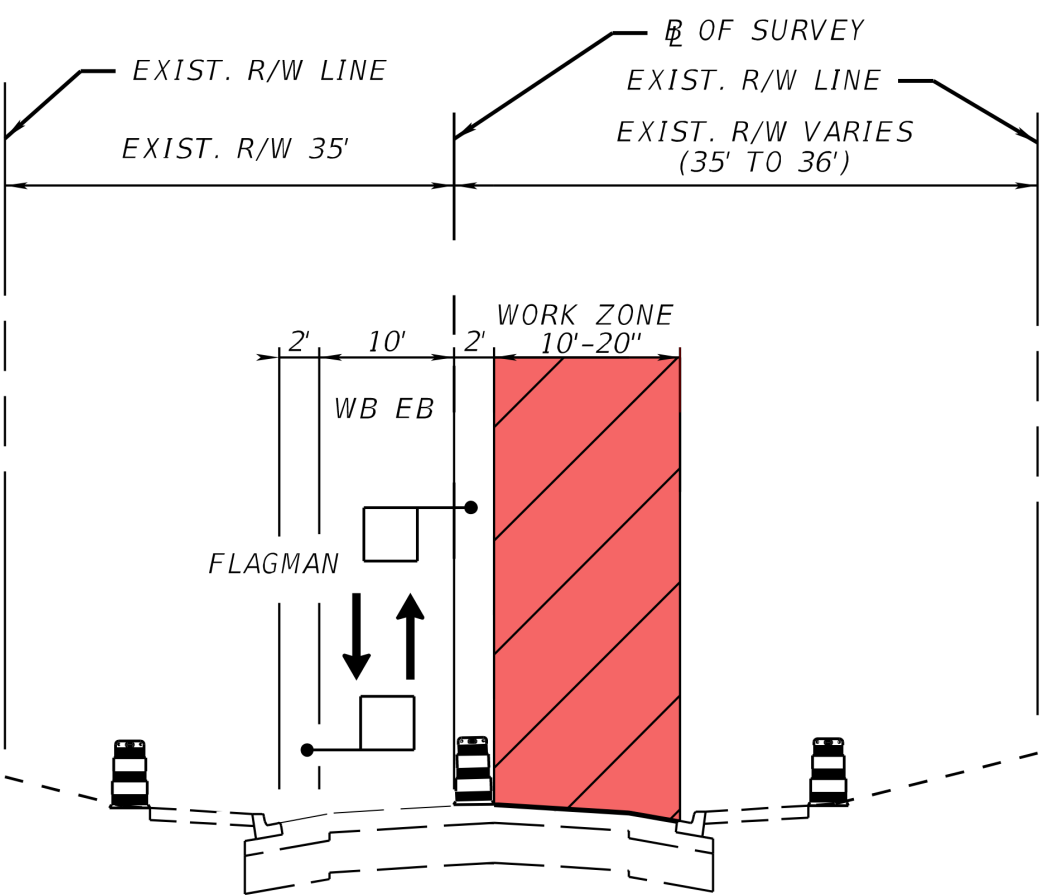 ℄ OF SURVEY
EXIST. R/W LINE
EXIST. R/W LINE
EXIST. R/W VARIES
(35' TO 36')
EXIST. R/W 35'
WORK ZONE
2'
10'
2'
10'-20"
WB EB
FLAGMAN